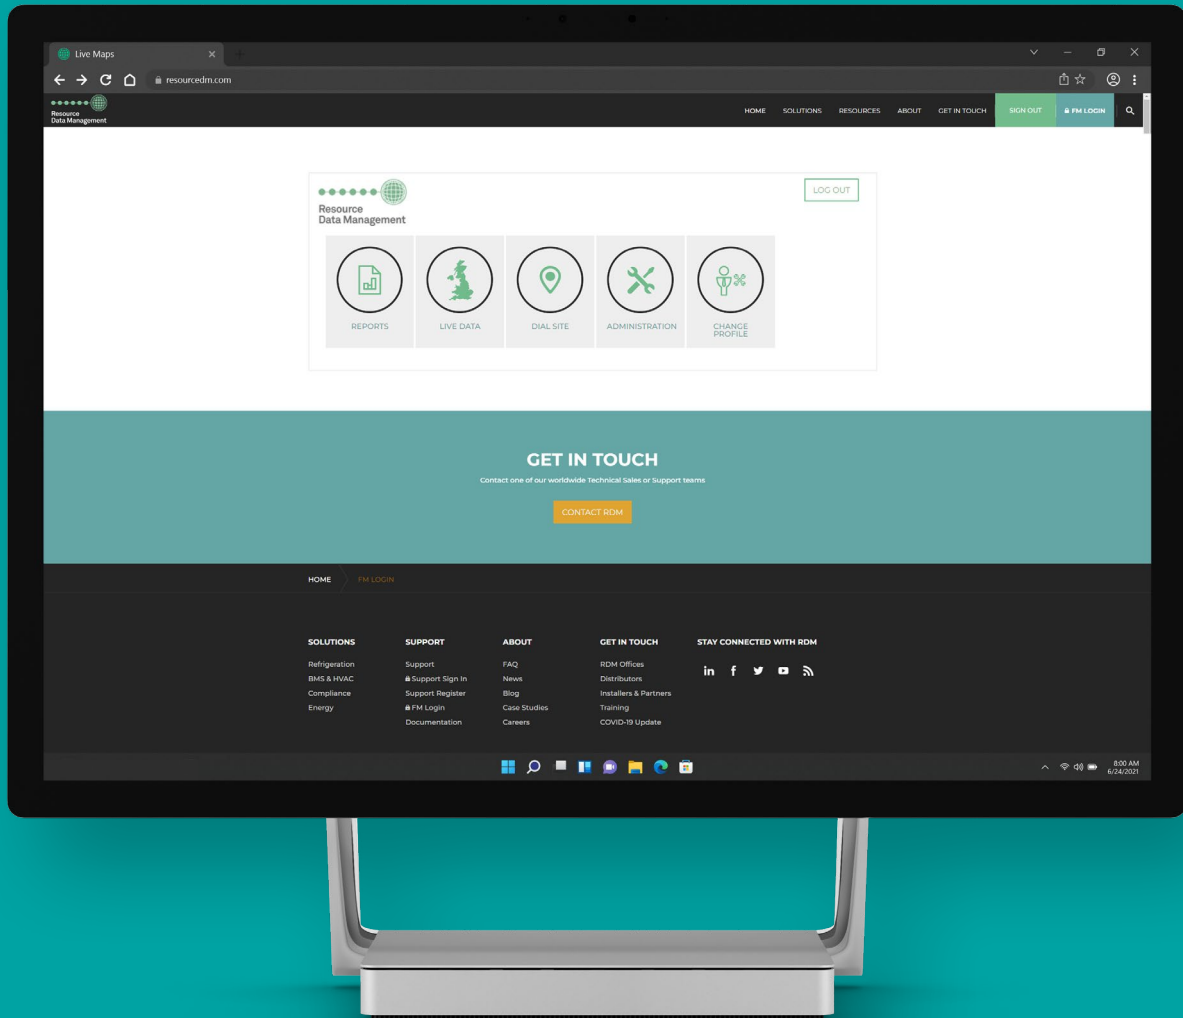 Live Maps
resourcedm.com
Resource
Data Management
HOME SOLUTIONS RESOURCES ABOUT GET IN TOUCH SIGN OUT FM LOGIN
Resource
Data Management
LOG OUT
REPORTS LIVE DATA DIAL SITE ADMINISTRATION CHANGE
PROFILE
GET IN TOUCH
Contact one of our worldwide Technical Sales or Support teams
CONTACT RDM
HOME FM LOGIN
SOLUTIONS SUPPORT ABOUT GET IN TOUCH STAY CONNECTED WITH RDM
Refrigeration Support FAQ RDM Offices
BMS & HVAC Support Sign In News Distributors
Compliance Support Register Blog Installers & Partners
Energy FM Login Case Studies Training
Documentation Careers COVID-19 Update
in f
8:00 AM
6/24/2021